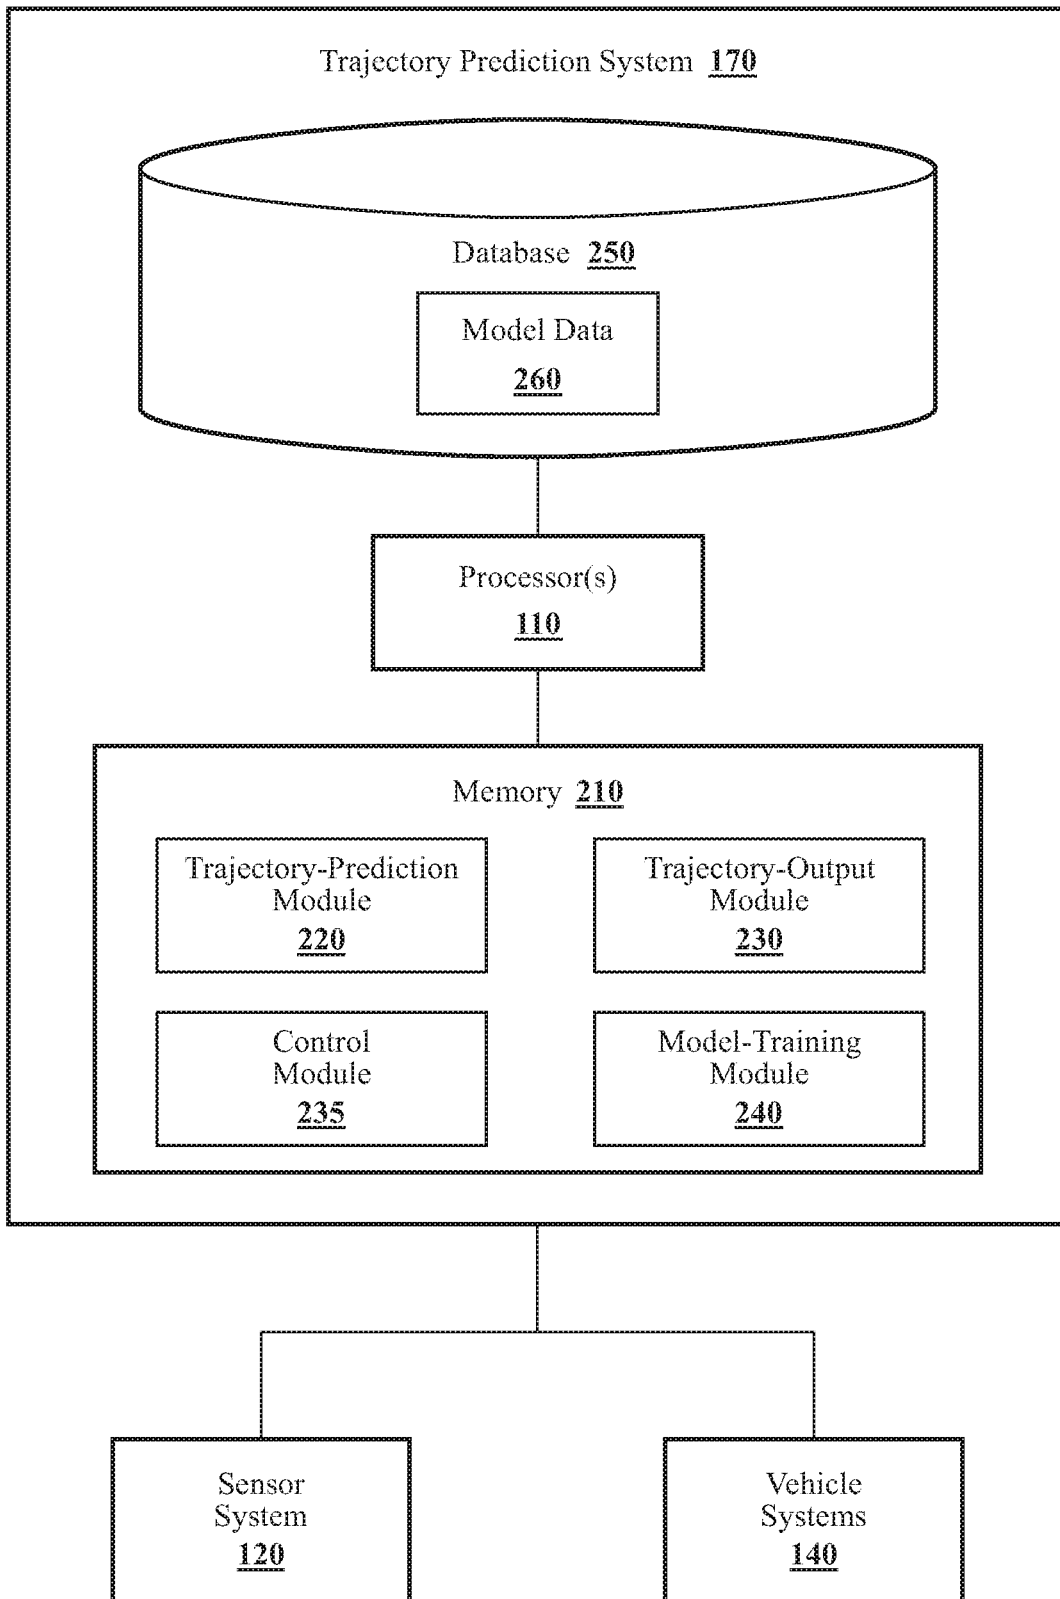 Trajectory Prediction System 170
Database 250
Model Data
260
Processor(s)
110
Memory 210
Trajectory-Prediction
Module
220
Trajectory-Output
Module
230
Control
Module
235
Model-Training
Module
240
Sensor
System
120
Vehicle
Systems
140